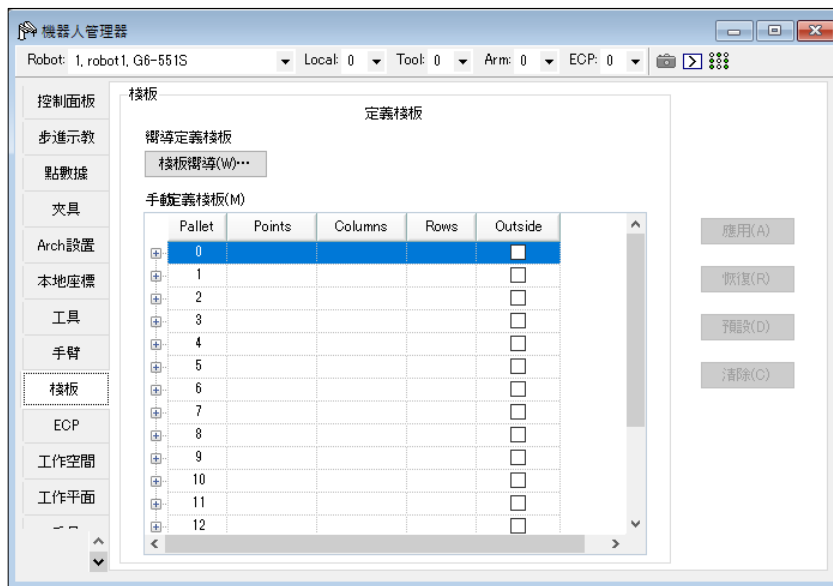 機器人管理器
Robot: 1, robot1, G6-551S Local: 0 Tool: 0 Arm: 0 ECP: 0
控制面板
步進示教
點數據
夾具
Arch設置
本地座標
工具
手臂
棧板
ECP
工作空間
工作平面
棧板
定義棧板
嚮導定義棧板
棧板嚮導(W)…
手動定義棧板(M)
Pallet Points Columns Rows Outside
0
1
2
3
4
5
6
7
8
9
10
11
12
應用(A)
恢復(R)
預設(D)
清除(C)